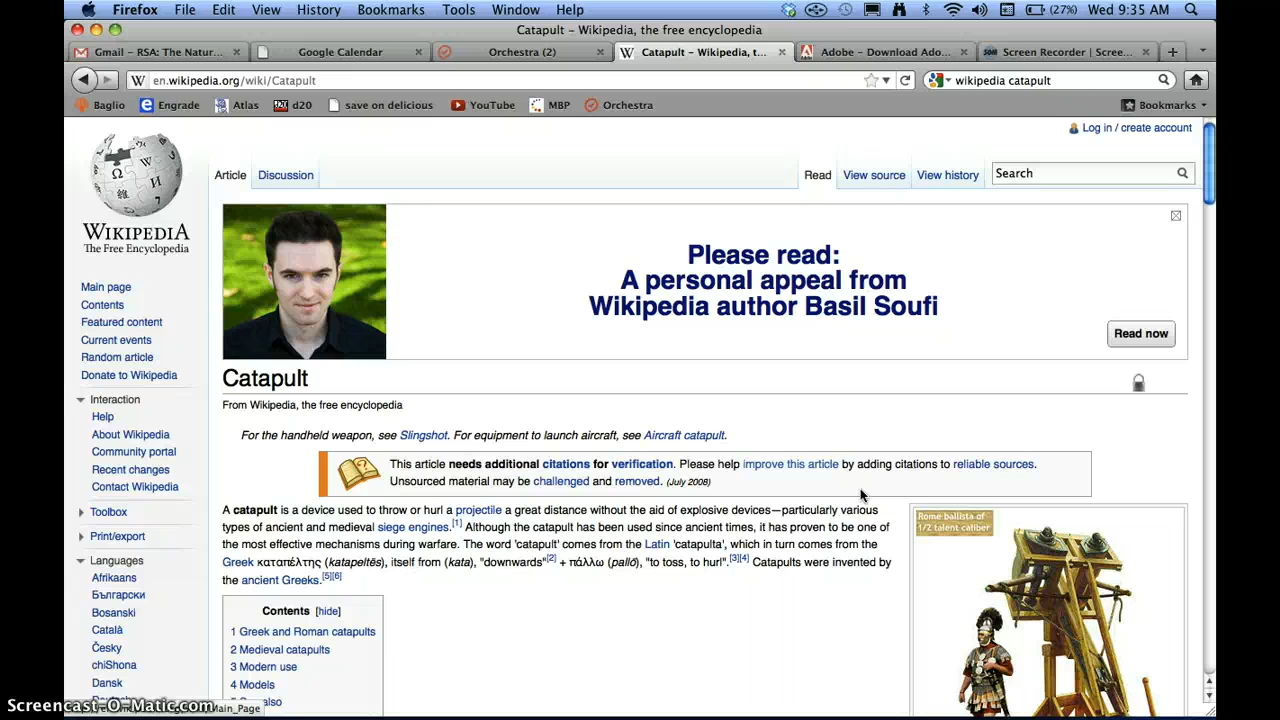 Firefox File Edit View History Bookmarks Tools Window Help (27%) Wed 9:35 AM
Catapult – Wikipedia, the free encyclopedia
Gmail – RSA: The Natur... Google Calendar Orchestra (2) Catapult – Wikipedia, t... Adobe – Download Ado... Screen Recorder | Scree...
en.wikipedia.org/wiki/Catapult wikipedia catapult
Baglio Engrade Atlas d20 save on delicious YouTube MBP Orchestra Bookmarks
Log in / create account
Article Discussion Read View source View history Search
WIKIPEDIA
The Free Encyclopedia
Please read:
A personal appeal from
Wikipedia author Basil Soufi
Read now
Main page
Contents
Featured content
Current events
Random article
Donate to Wikipedia
Interaction
Help
About Wikipedia
Community portal
Recent changes
Contact Wikipedia
Toolbox
Print/export
Languages
Afrikaans
Български
Bosanski
Català
Česky
chiShona
Dansk
Catapult
From Wikipedia, the free encyclopedia
For the handheld weapon, see Slingshot. For equipment to launch aircraft, see Aircraft catapult.
This article needs additional citations for verification. Please help improve this article by adding citations to reliable sources.
Unsourced material may be challenged and removed. (July 2008)
A catapult is a device used to throw or hurl a projectile a great distance without the aid of explosive devices—particularly various
types of ancient and medieval siege engines.[1] Although the catapult has been used since ancient times, it has proven to be one of
the most effective mechanisms during warfare. The word 'catapult' comes from the Latin 'catapulta', which in turn comes from the
Greek καταπέλτης (katapeltēs), itself from (kata), "downwards"[2] + πάλλω (pallō), "to toss, to hurl".[3][4] Catapults were invented by
the ancient Greeks.[5][6]
Rome ballista of
1/2 talent caliber
Contents [hide]
1 Greek and Roman catapults
2 Medieval catapults
3 Modern use
4 Models
Screencast-O-Matic.com